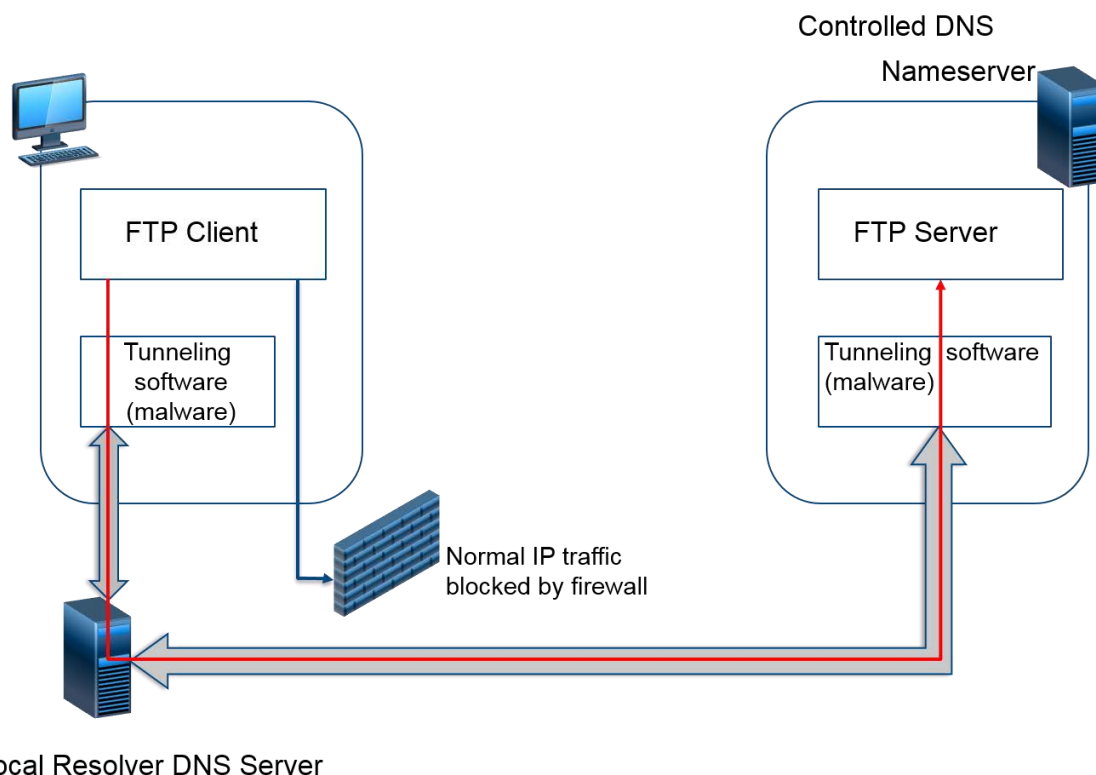 Controlled DNS
Nameserver
FTP Client
FTP Server
Tunneling
software
(malware)
Tunneling software
(malware)
Normal IP traffic
blocked by firewall
ocal Resolver DNS Server